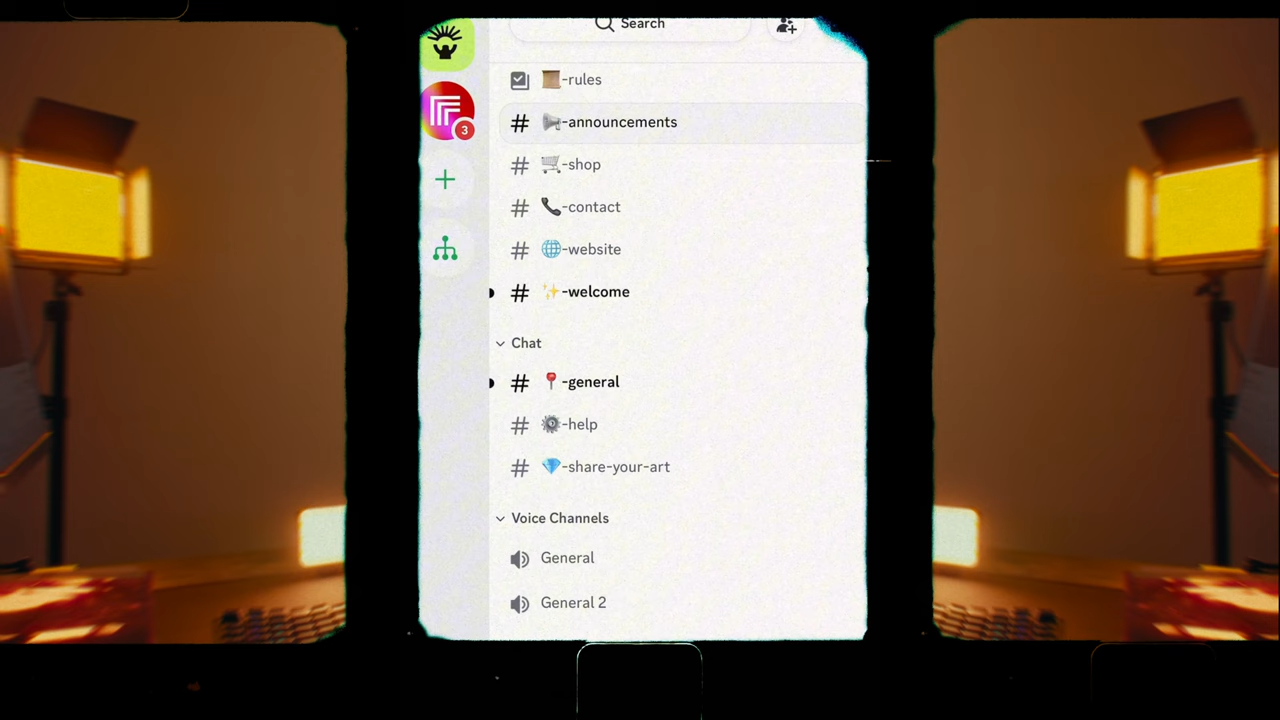 Search
3
📜-rules
# 📢-announcements
# 🛒-shop
# 📞-contact
# 🌐-website
# ✨-welcome
Chat
# 📍-general
# ⚙️-help
# 💎-share-your-art
Voice Channels
General
General 2